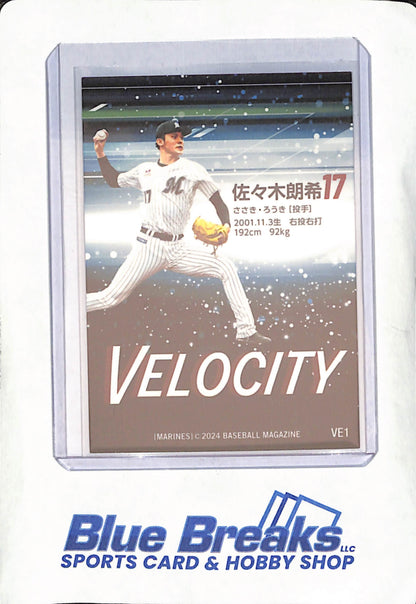 M
M
17
佐々木朗希17
ささき・ろうき [投手]
2001.11.3生 右投右打
192cm 92kg
VELOCITY
(MARINES) © 2024 BASEBALL MAGAZINE VE1
Blue Breaks LLC
SPORTS CARD & HOBBY SHOP